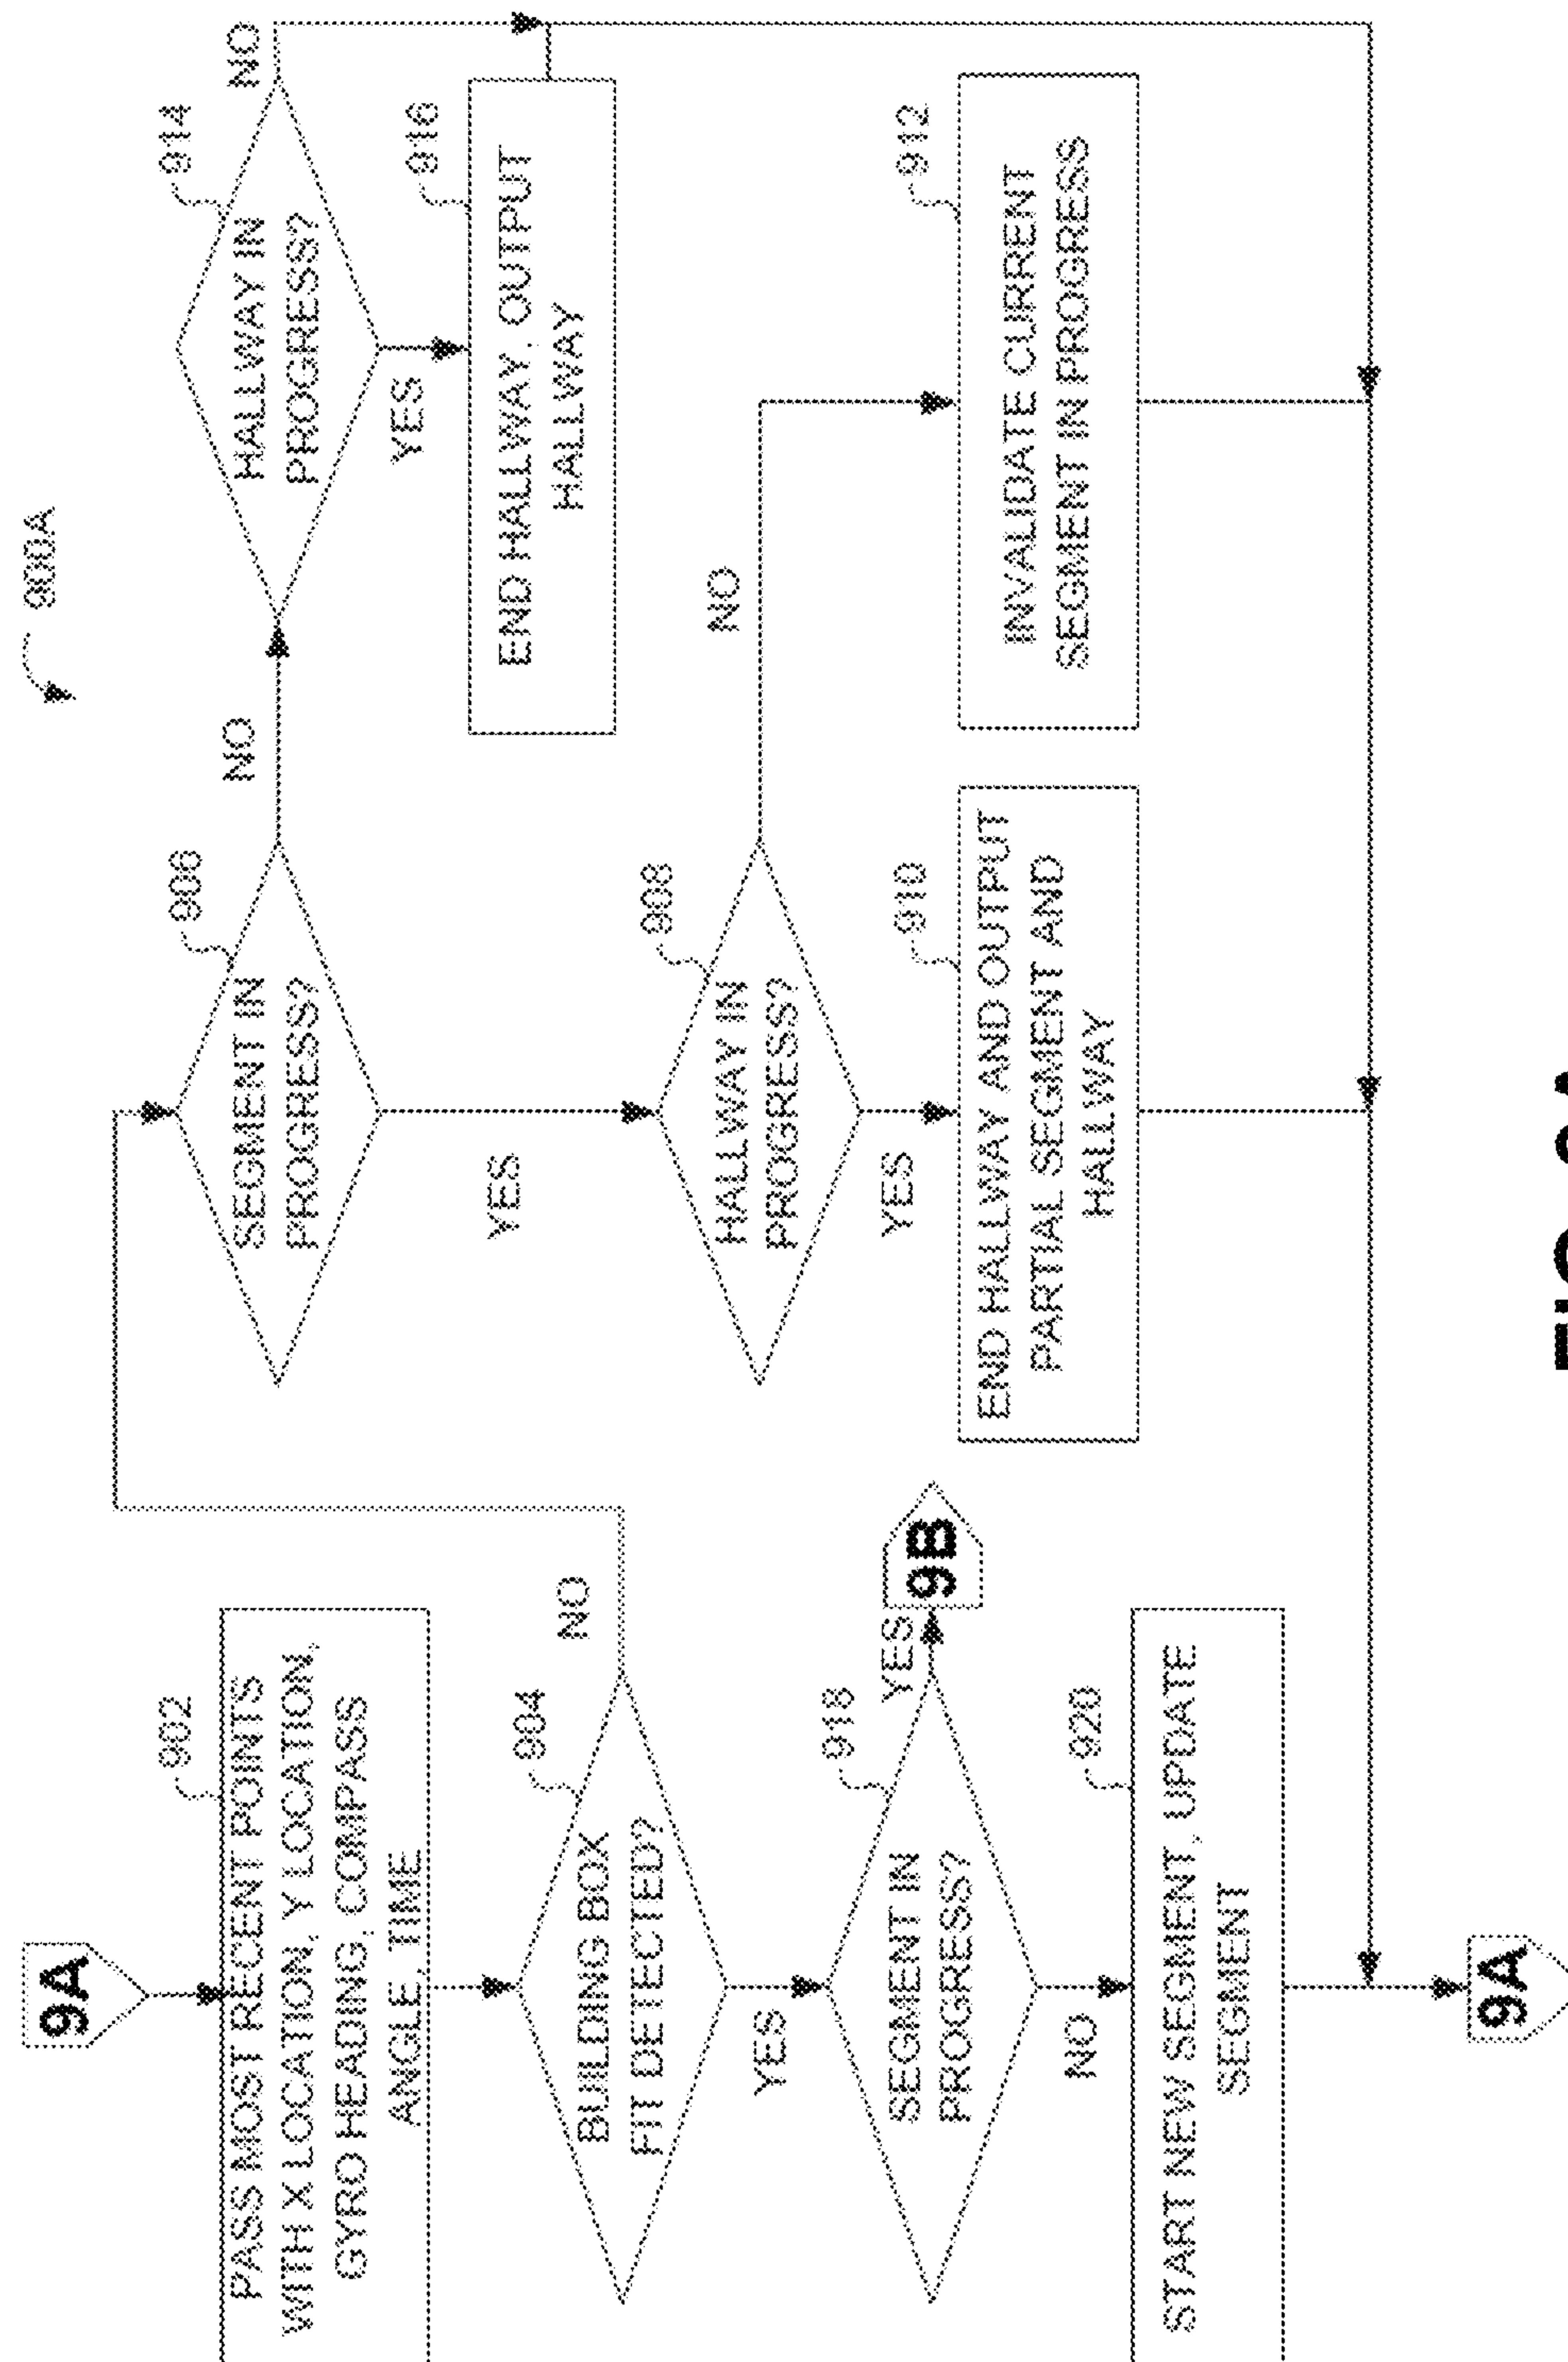 900A
9A
902
PASS MOST RECENT POINTS
WITH X LOCATION, Y LOCATION,
GYRO HEADING, COMPASS
ANGLE, TIME
904
BUILDING BOX
FIT DETECTED?
NO
YES
918
SEGMENT IN
PROGRESS?
YES
9B
NO
920
START NEW SEGMENT, UPDATE
SEGMENT
9A
906
SEGMENT IN
PROGRESS?
NO
YES
908
HALLWAY IN
PROGRESS?
NO
YES
910
END HALLWAY AND OUTPUT
PARTIAL SEGMENT AND
HALLWAY
914
HALLWAY IN
PROGRESS?
NO
YES
916
END HALLWAY, OUTPUT
HALLWAY
912
INVALIDATE CURRENT
SEGMENT IN PROGRESS